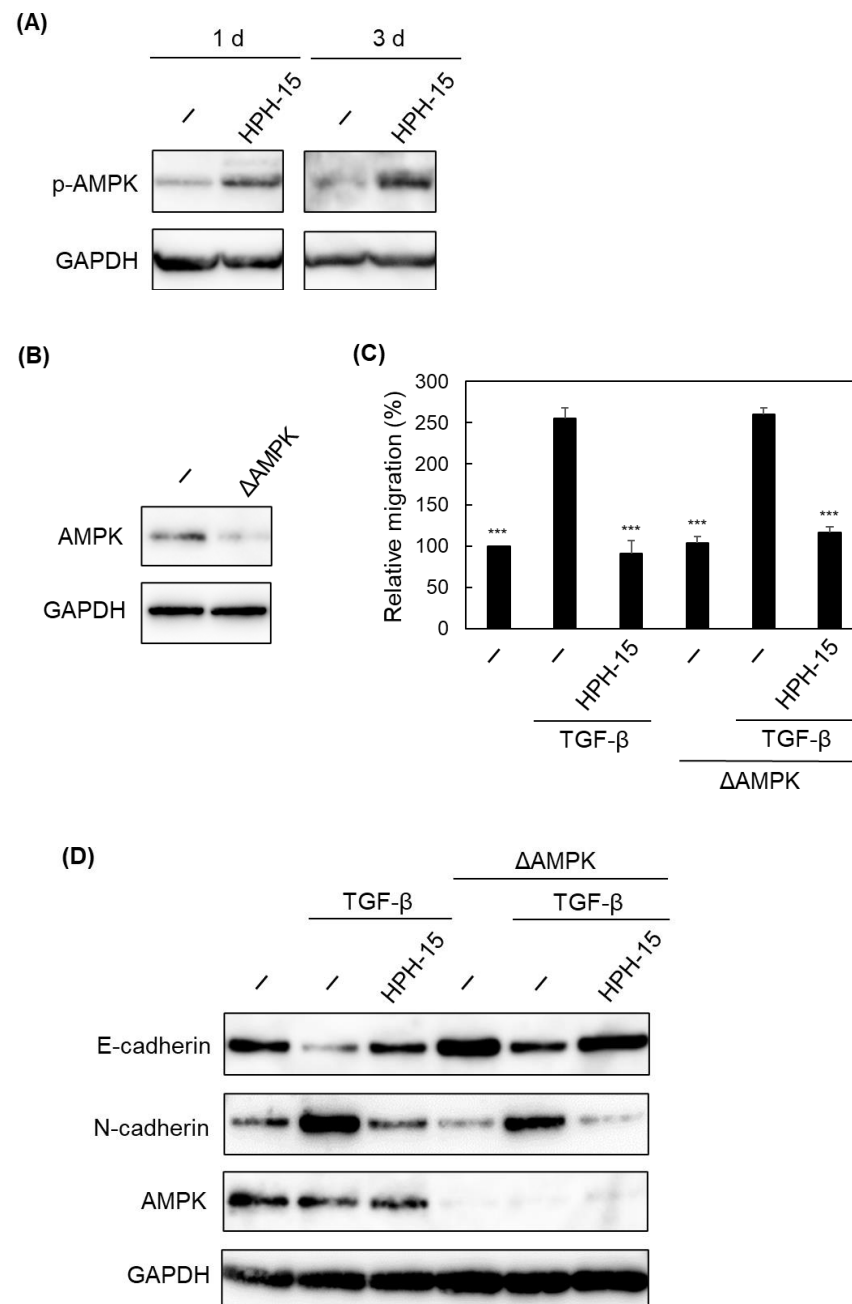 (A)
1 d 3 d
– HPH-15 – HPH-15
p-AMPK
GAPDH
(B)
– ΔAMPK
AMPK
GAPDH
(C)
Relative migration (%)
300
250
200
150
100
50
0
*** *** *** ***
– – HPH-15 – – HPH-15
TGF-β TGF-β
ΔAMPK
(D)
ΔAMPK
TGF-β TGF-β
– – HPH-15 – – HPH-15
E-cadherin
N-cadherin
AMPK
GAPDH